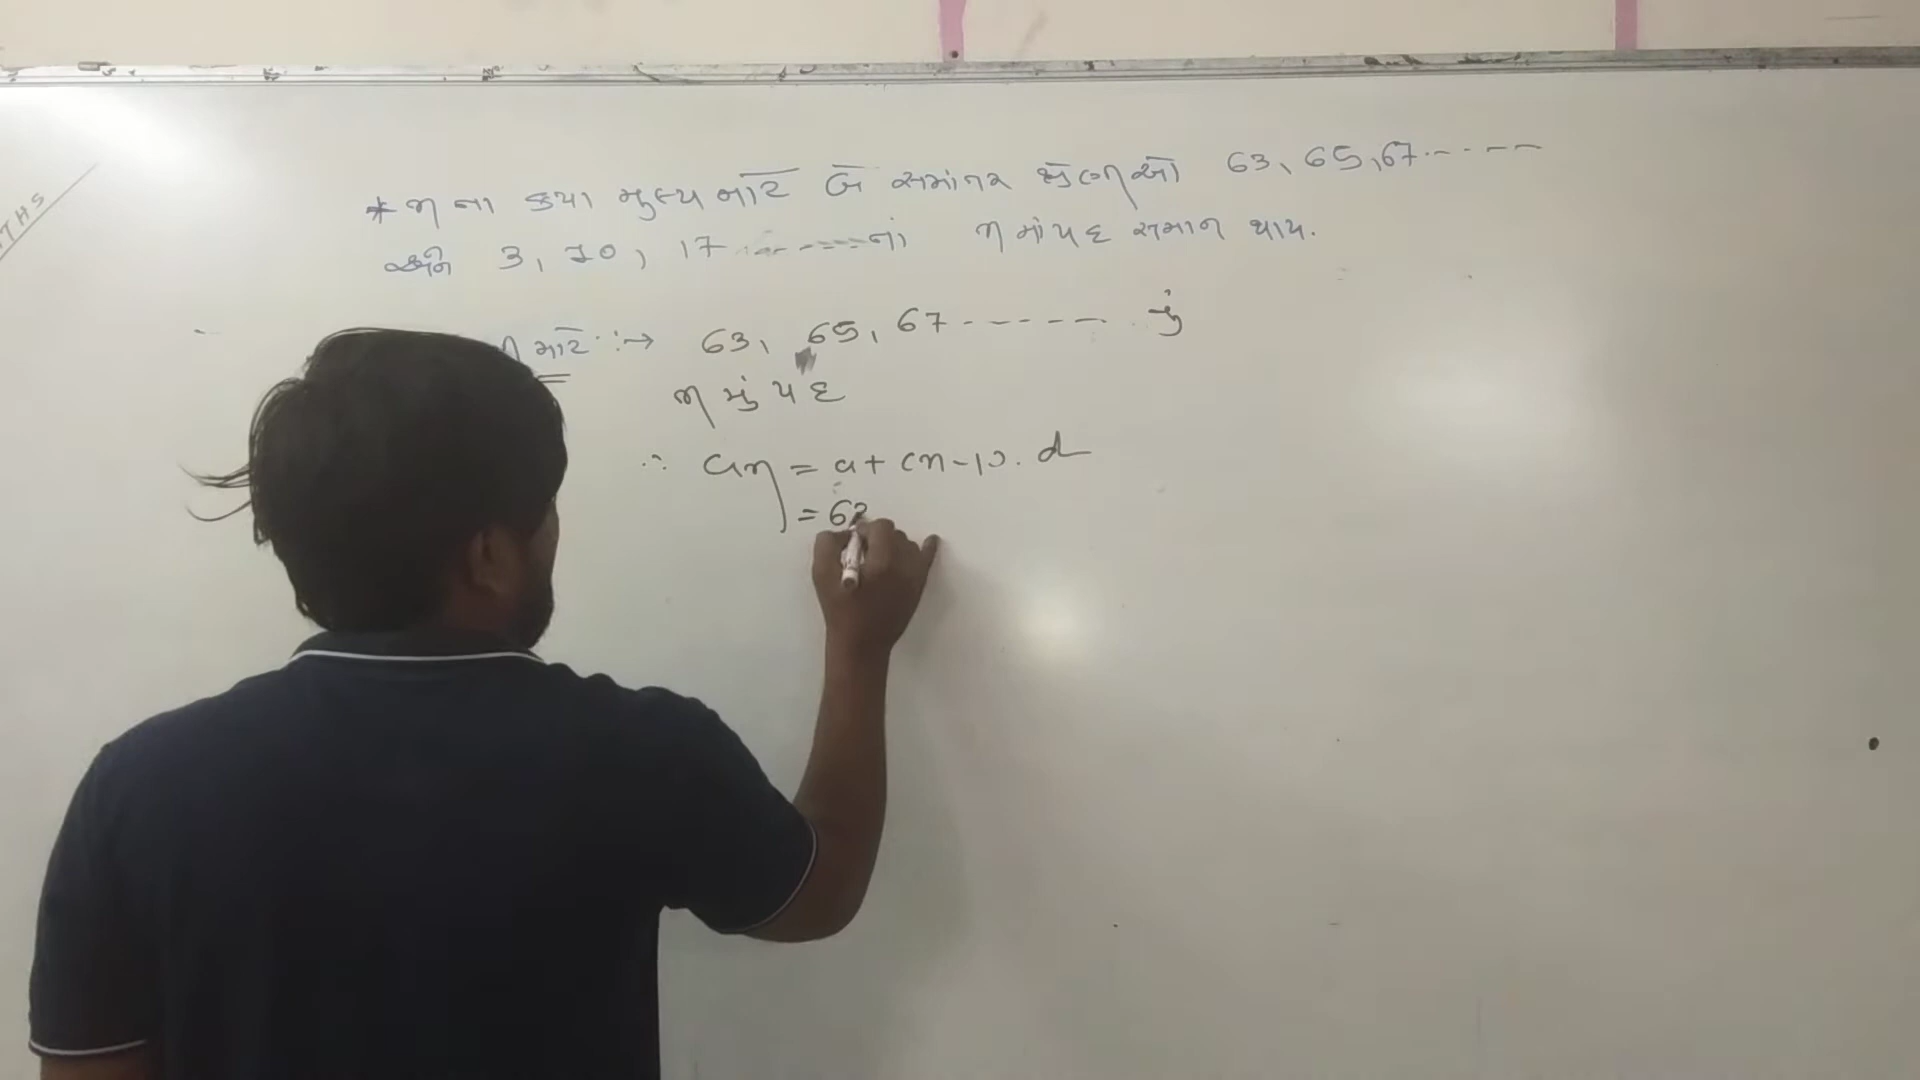 THS
* n ના કયા મુલ્ય માટે બે સમાંતર શ્રેણીઓ 63, 65, 67 ------
અને 3, 10, 17 ------નાં n માં પદ સમાન થાય.
n માટે :→ 63, 65, 67 ------ નું
n મું પદ
∴ an = a + (n-1). d
= 63